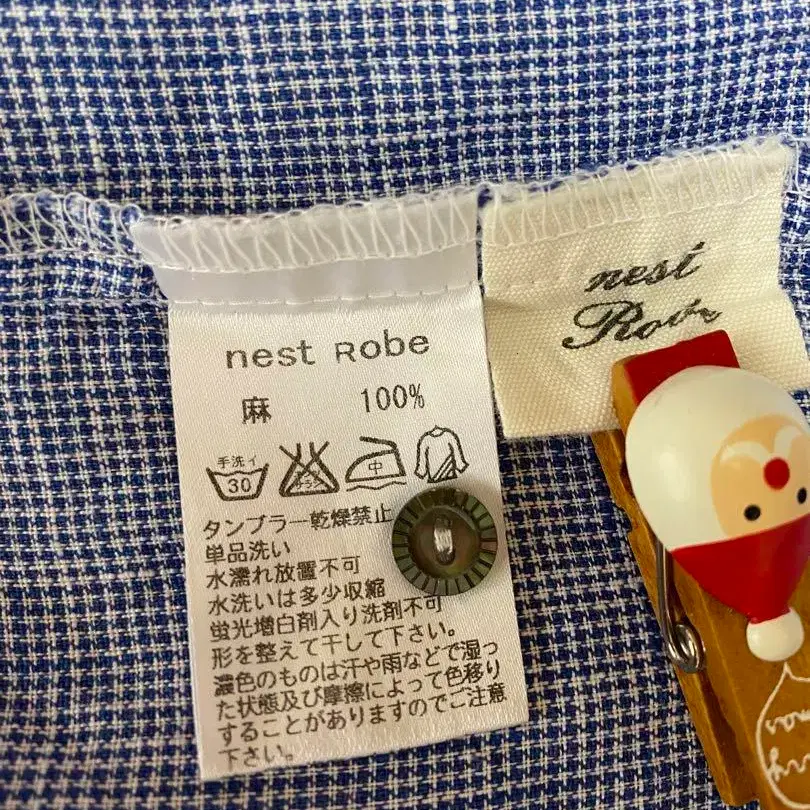 nest Robe
麻 100%
手洗イ
30
中
タンブラー乾燥禁止
単品洗い
水濡れ放置不可
水洗いは多少収縮
蛍光増白剤入り洗剤不可
形を整えて干して下さい。
濃色のものは汗や雨などで湿っ
た状態及び摩擦によって色移り
することがありますのでご注意
下さい。
nest
Robe